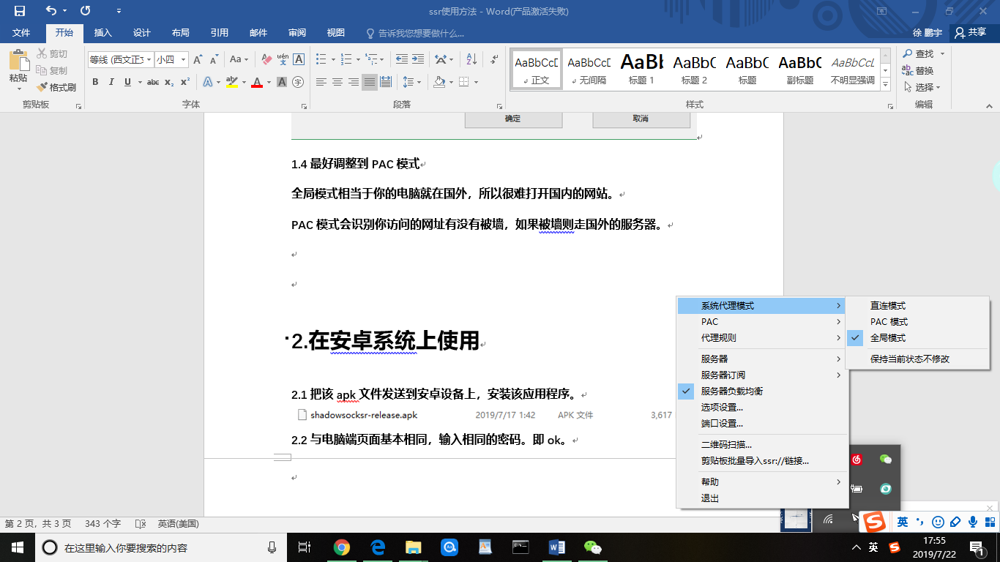 ssr使用方法 - Word(产品激活失败)
文件 开始 插入 设计 布局 引用 邮件 审阅 视图 告诉我您想要做什么... 徐 鹏宇 共享
粘贴 剪切 复制 格式刷
剪贴板
等线 (西文正文 小四
字体
段落
AaBbCcD AaBbCcD AaBb AaBbC AaBbC AaBbC AaBbCcL
正文 无间隔 标题 1 标题 2 标题 副标题 不明显强调
样式
查找
替换
选择
编辑
确定 取消
1.4 最好调整到 PAC 模式
全局模式相当于你的电脑就在国外，所以很难打开国内的网站。
PAC 模式会识别你访问的网址有没有被墙，如果被墙则走国外的服务器。
2.在安卓系统上使用
2.1 把该 apk 文件发送到安卓设备上，安装该应用程序。
shadowsocksr-release.apk 2019/7/17 1:42 APK 文件 3,617
2.2 与电脑端页面基本相同，输入相同的密码。即 ok。
系统代理模式
PAC
代理规则
服务器
服务器订阅
服务器负载均衡
选项设置...
端口设置...
二维码扫描...
剪贴板批量导入ssr://链接...
帮助
退出
直连模式
PAC 模式
全局模式
保持当前状态不修改
第 2 页，共 3 页 343 个字 英语(美国)
英
在这里输入你要搜索的内容
英
17:55
2019/7/22
1